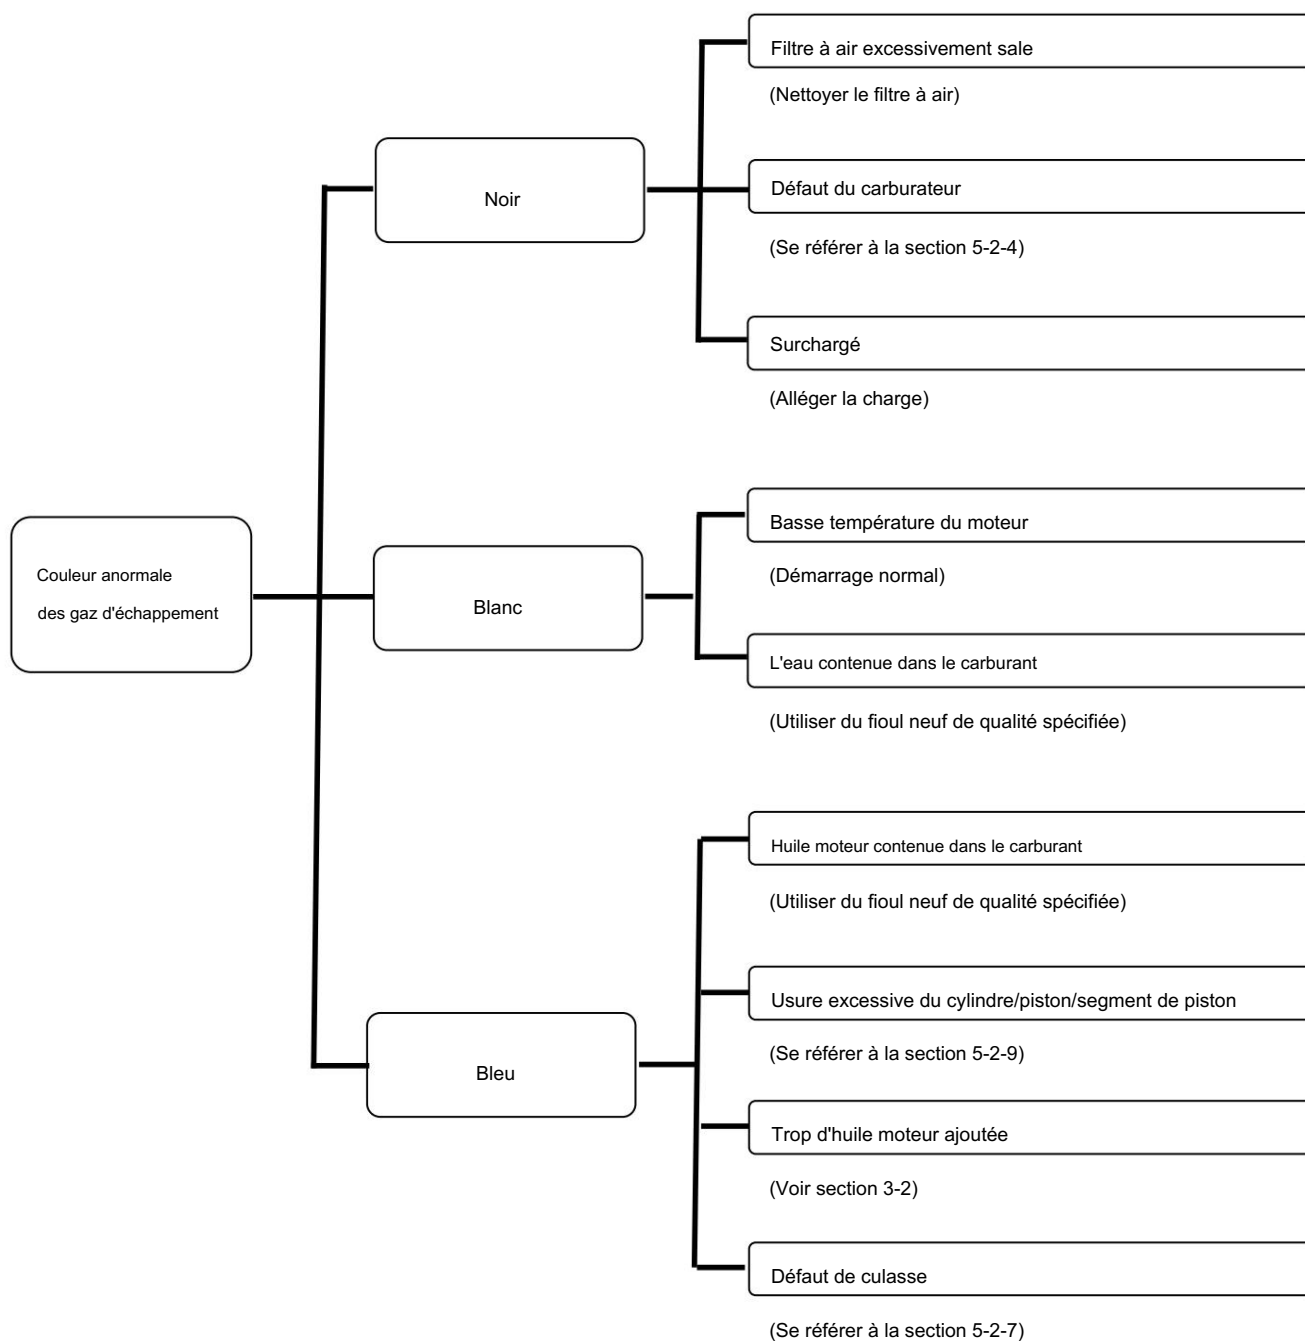 Couleur anormale
des gaz d'échappement
Noir
Filtre à air excessivement sale
(Nettoyer le filtre à air)
Défaut du carburateur
(Se référer à la section 5-2-4)
Surchargé
(Alléger la charge)
Blanc
Basse température du moteur
(Démarrage normal)
L'eau contenue dans le carburant
(Utiliser du fioul neuf de qualité spécifiée)
Bleu
Huile moteur contenue dans le carburant
(Utiliser du fioul neuf de qualité spécifiée)
Usure excessive du cylindre/piston/segment de piston
(Se référer à la section 5-2-9)
Trop d'huile moteur ajoutée
(Voir section 3-2)
Défaut de culasse
(Se référer à la section 5-2-7)